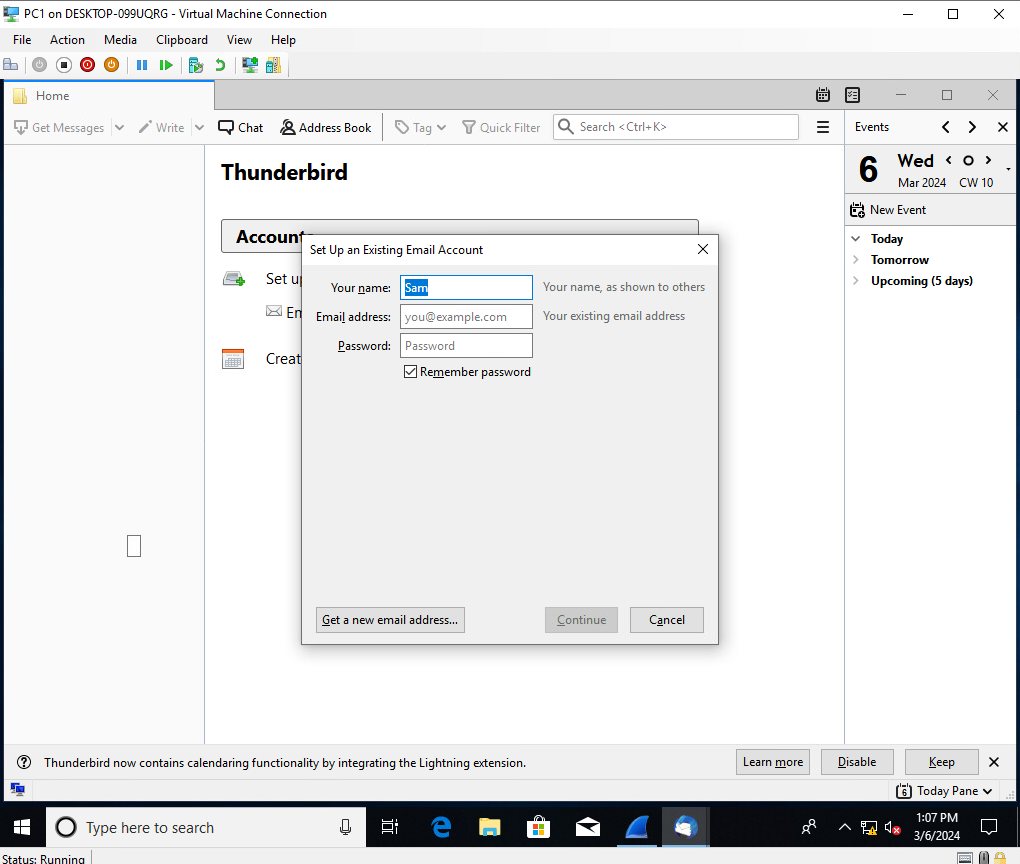 PC1 on DESKTOP-099UQRG - Virtual Machine Connection
File Action Media Clipboard View Help
Home
Get Messages Write Chat Address Book Tag Quick Filter Search <Ctrl+K> Events
Thunderbird
6 Wed
Mar 2024 CW 10
New Event
Accounts
Today
Tomorrow
Upcoming (5 days)
Set Up an Existing Email Account
Set up
Your name: Sam Your name, as shown to others
Em
Email address: you@example.com Your existing email address
Password: Password
Creat
Remember password
Get a new email address... Continue Cancel
Thunderbird now contains calendaring functionality by integrating the Lightning extension. Learn more Disable Keep
6 Today Pane
Type here to search
1:07 PM
3/6/2024
Status: Running